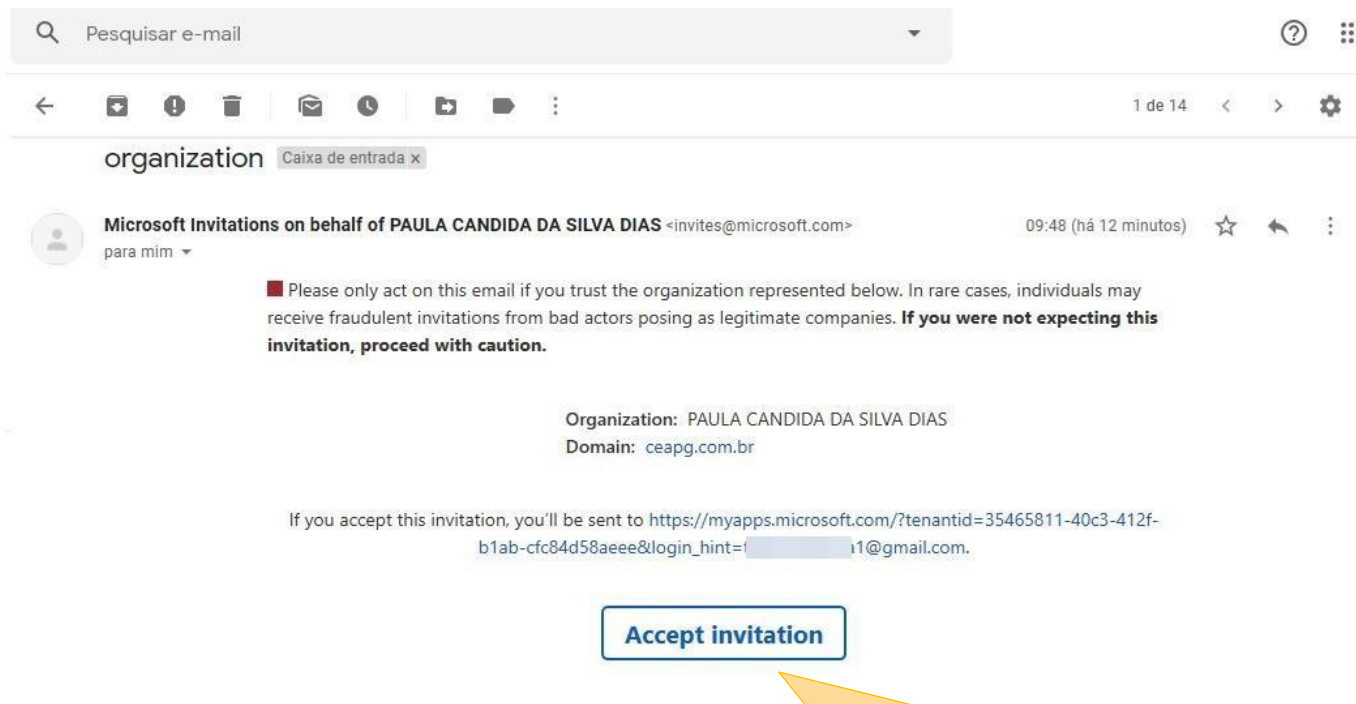 Pesquisar e-mail
1 de 14
organization Caixa de entrada x
Microsoft Invitations on behalf of PAULA CANDIDA DA SILVA DIAS <invites@microsoft.com> 09:48 (há 12 minutos)
para mim
Please only act on this email if you trust the organization represented below. In rare cases, individuals may
receive fraudulent invitations from bad actors posing as legitimate companies. If you were not expecting this
invitation, proceed with caution.
Organization: PAULA CANDIDA DA SILVA DIAS
Domain: ceapg.com.br
If you accept this invitation, you'll be sent to https://myapps.microsoft.com/?tenantid=35465811-40c3-412f-
b1ab-cfc84d58aeee&login_hint= 1@gmail.com.
Accept invitation